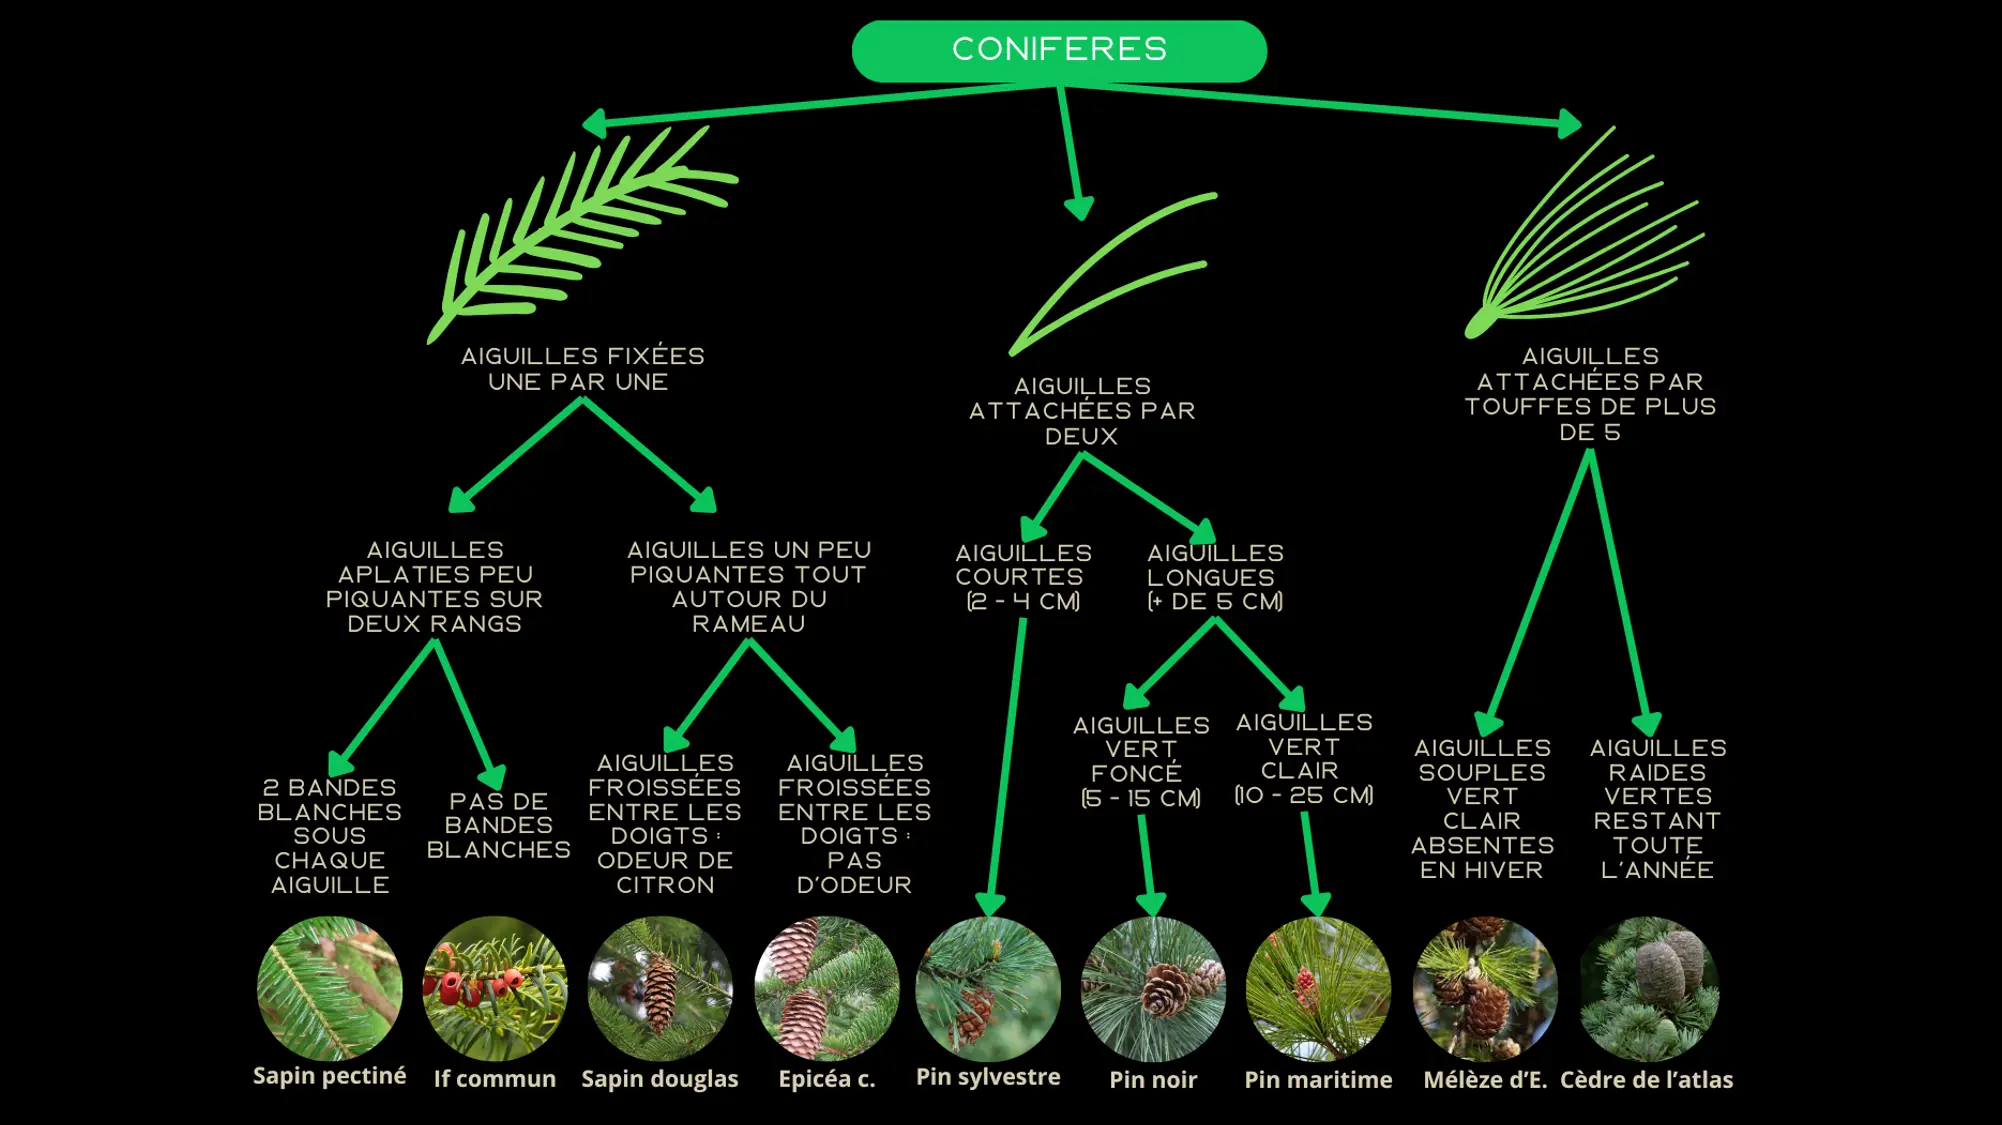 CONIFERES
AIGUILLES FIXÉES
UNE PAR UNE
AIGUILLES
ATTACHÉES PAR
DEUX
AIGUILLES
ATTACHÉES PAR
TOUFFES DE PLUS
DE 5
AIGUILLES
APLATIES PEU
PIQUANTES SUR
DEUX RANGS
AIGUILLES UN PEU
PIQUANTES TOUT
AUTOUR DU
RAMEAU
AIGUILLES
COURTES
(2 - 4 CM)
AIGUILLES
LONGUES
(+ DE 5 CM)
2 BANDES
BLANCHES
SOUS
CHAQUE
AIGUILLE
PAS DE
BANDES
BLANCHES
AIGUILLES
FROISSÉES
ENTRE LES
DOIGTS :
ODEUR DE
CITRON
AIGUILLES
FROISSÉES
ENTRE LES
DOIGTS :
PAS
D'ODEUR
AIGUILLES
VERT
FONCÉ
(5 - 15 CM)
AIGUILLES
VERT
CLAIR
(10 - 25 CM)
AIGUILLES
SOUPLES
VERT
CLAIR
ABSENTES
EN HIVER
AIGUILLES
RAIDES
VERTES
RESTANT
TOUTE
L'ANNÉE
Sapin pectiné
If commun
Sapin douglas
Epicéa c.
Pin sylvestre
Pin noir
Pin maritime
Mélèze d'E.
Cèdre de l'atlas